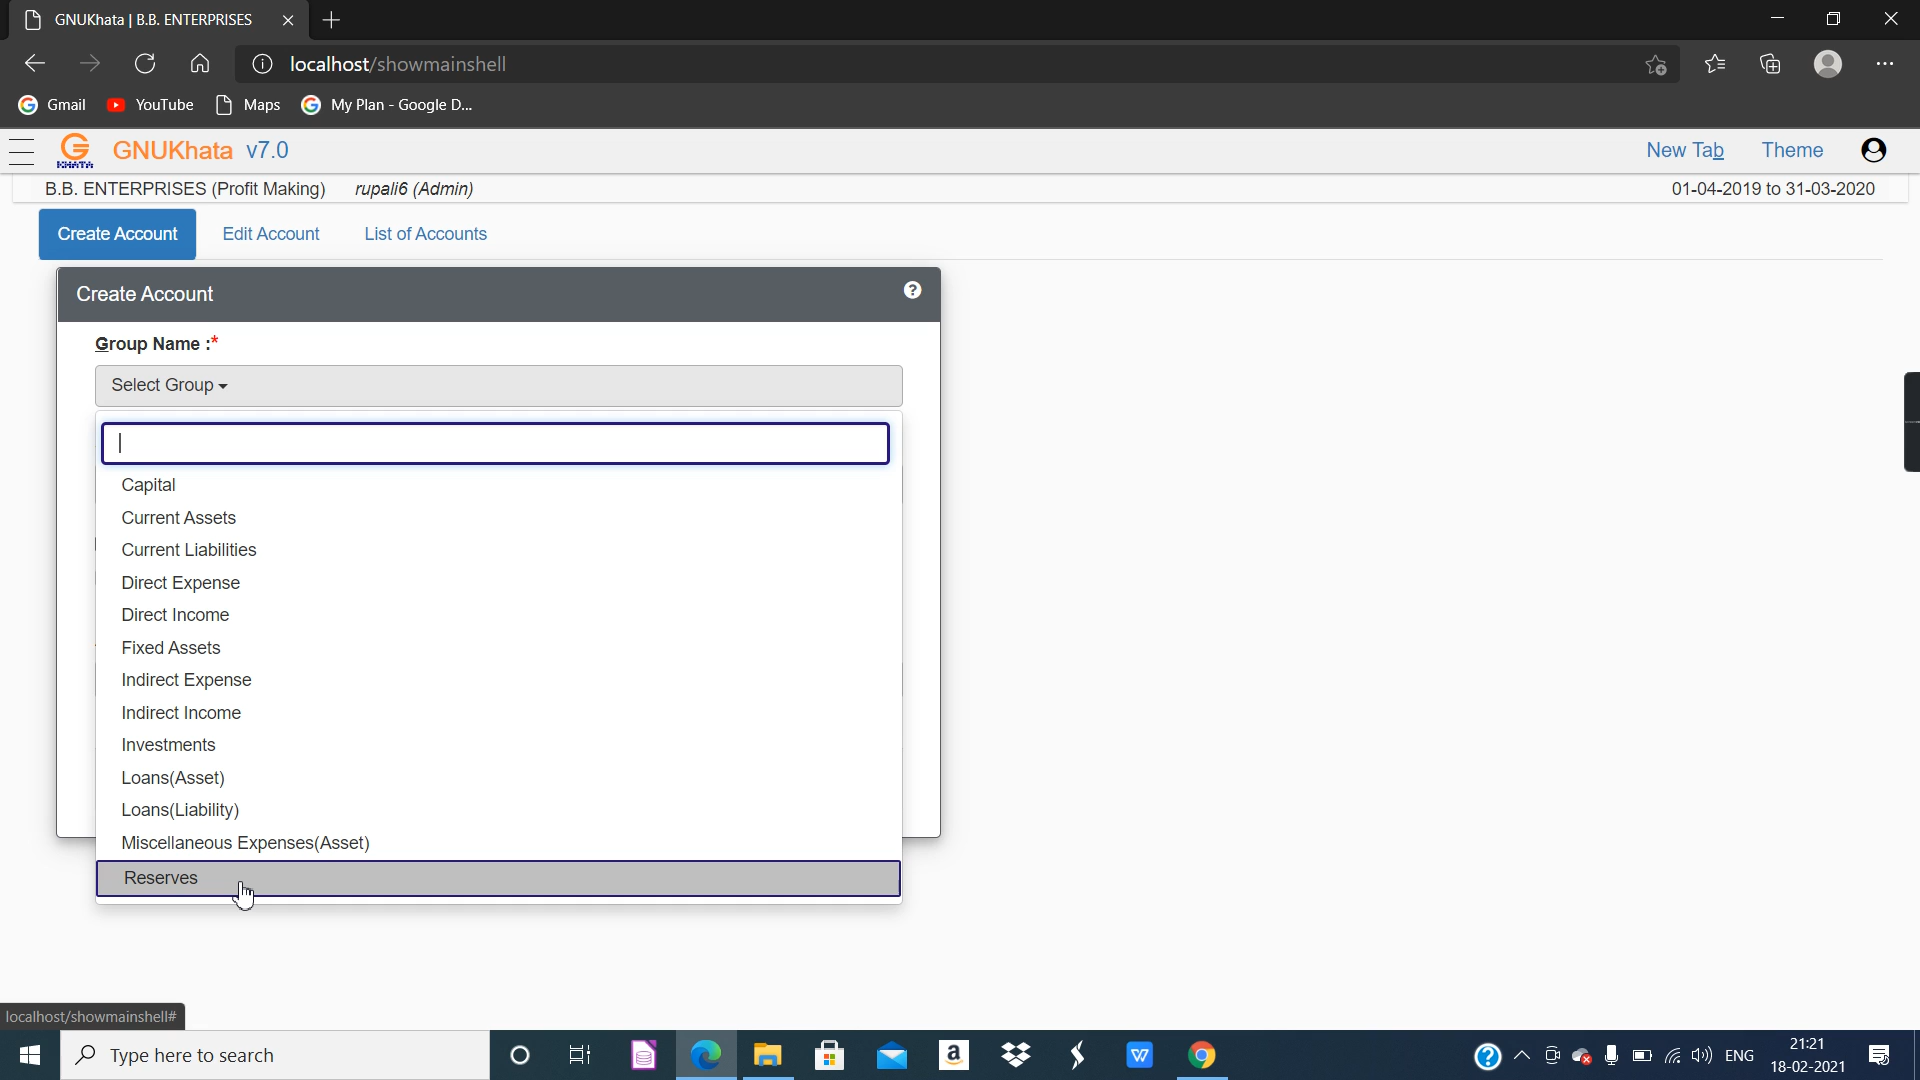 GNUKhata | B.B. ENTERPRISES
localhost/showmainshell
Gmail YouTube Maps My Plan - Google D...
KHATA GNUKhata v7.0 New Tab Theme
B.B. ENTERPRISES (Profit Making) rupali6 (Admin) 01-04-2019 to 31-03-2020
Create Account Edit Account List of Accounts
Create Account ?
Group Name :*
Select Group
Capital
Current Assets
Current Liabilities
Direct Expense
Direct Income
Fixed Assets
Indirect Expense
Indirect Income
Investments
Loans(Asset)
Loans(Liability)
Miscellaneous Expenses(Asset)
Reserves
localhost/showmainshell#
Type here to search ENG 21:21
18-02-2021